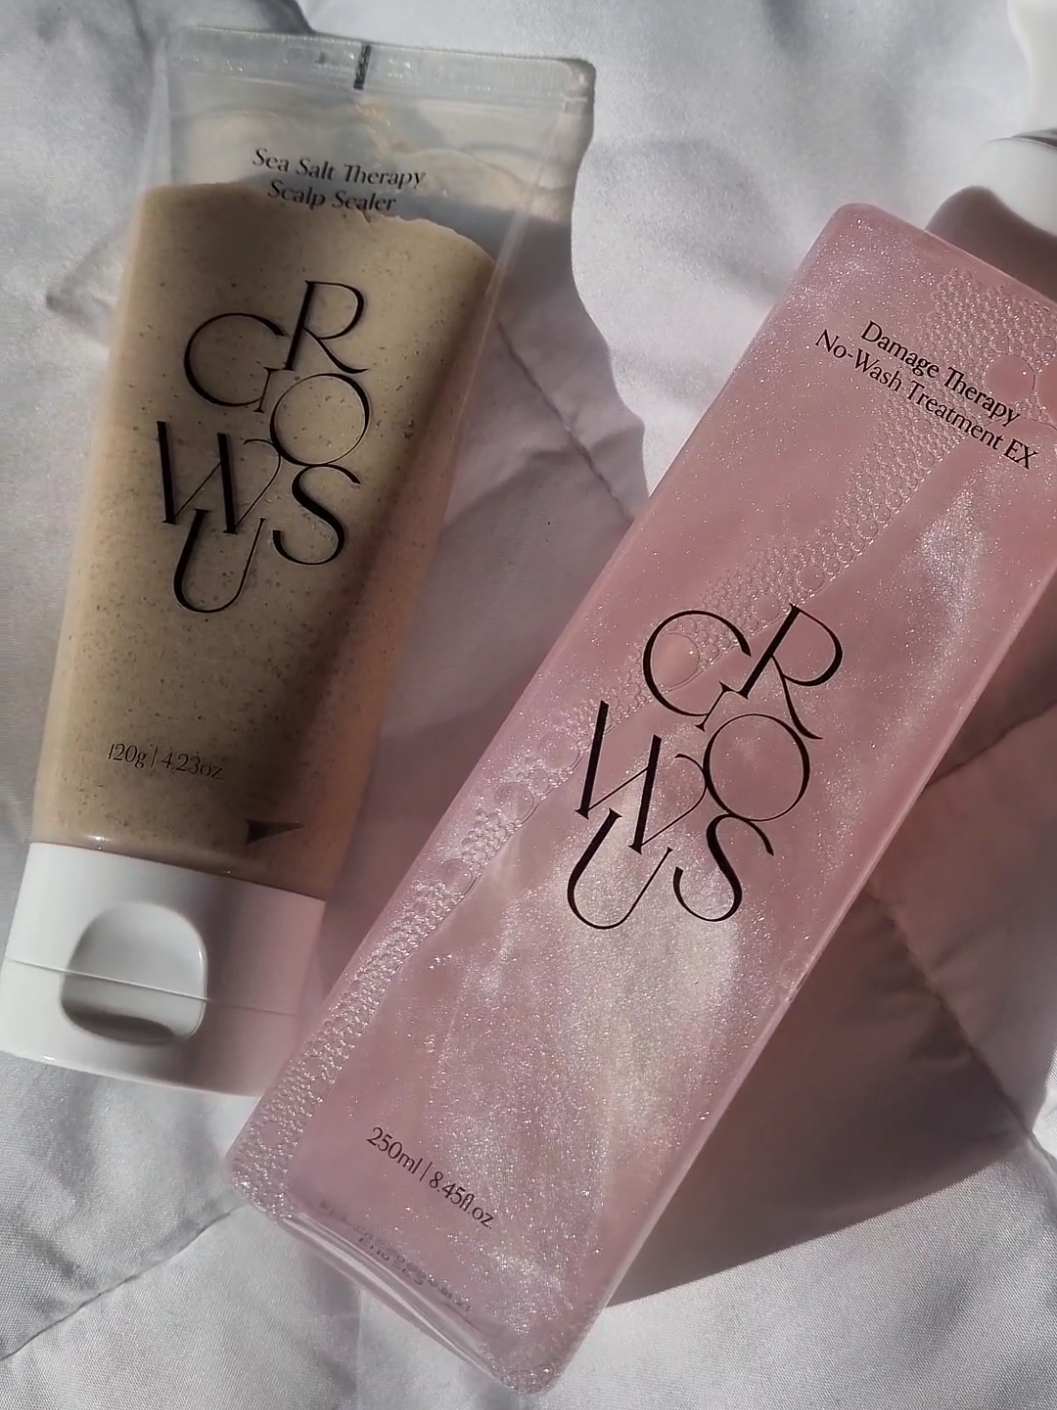 Sea Salt Therapy
Scalp Scaler
GROWUS
120g | 4.23oz
Damage Therapy
No-Wash Treatment EX
GROWUS
250ml | 8.45fl.oz.